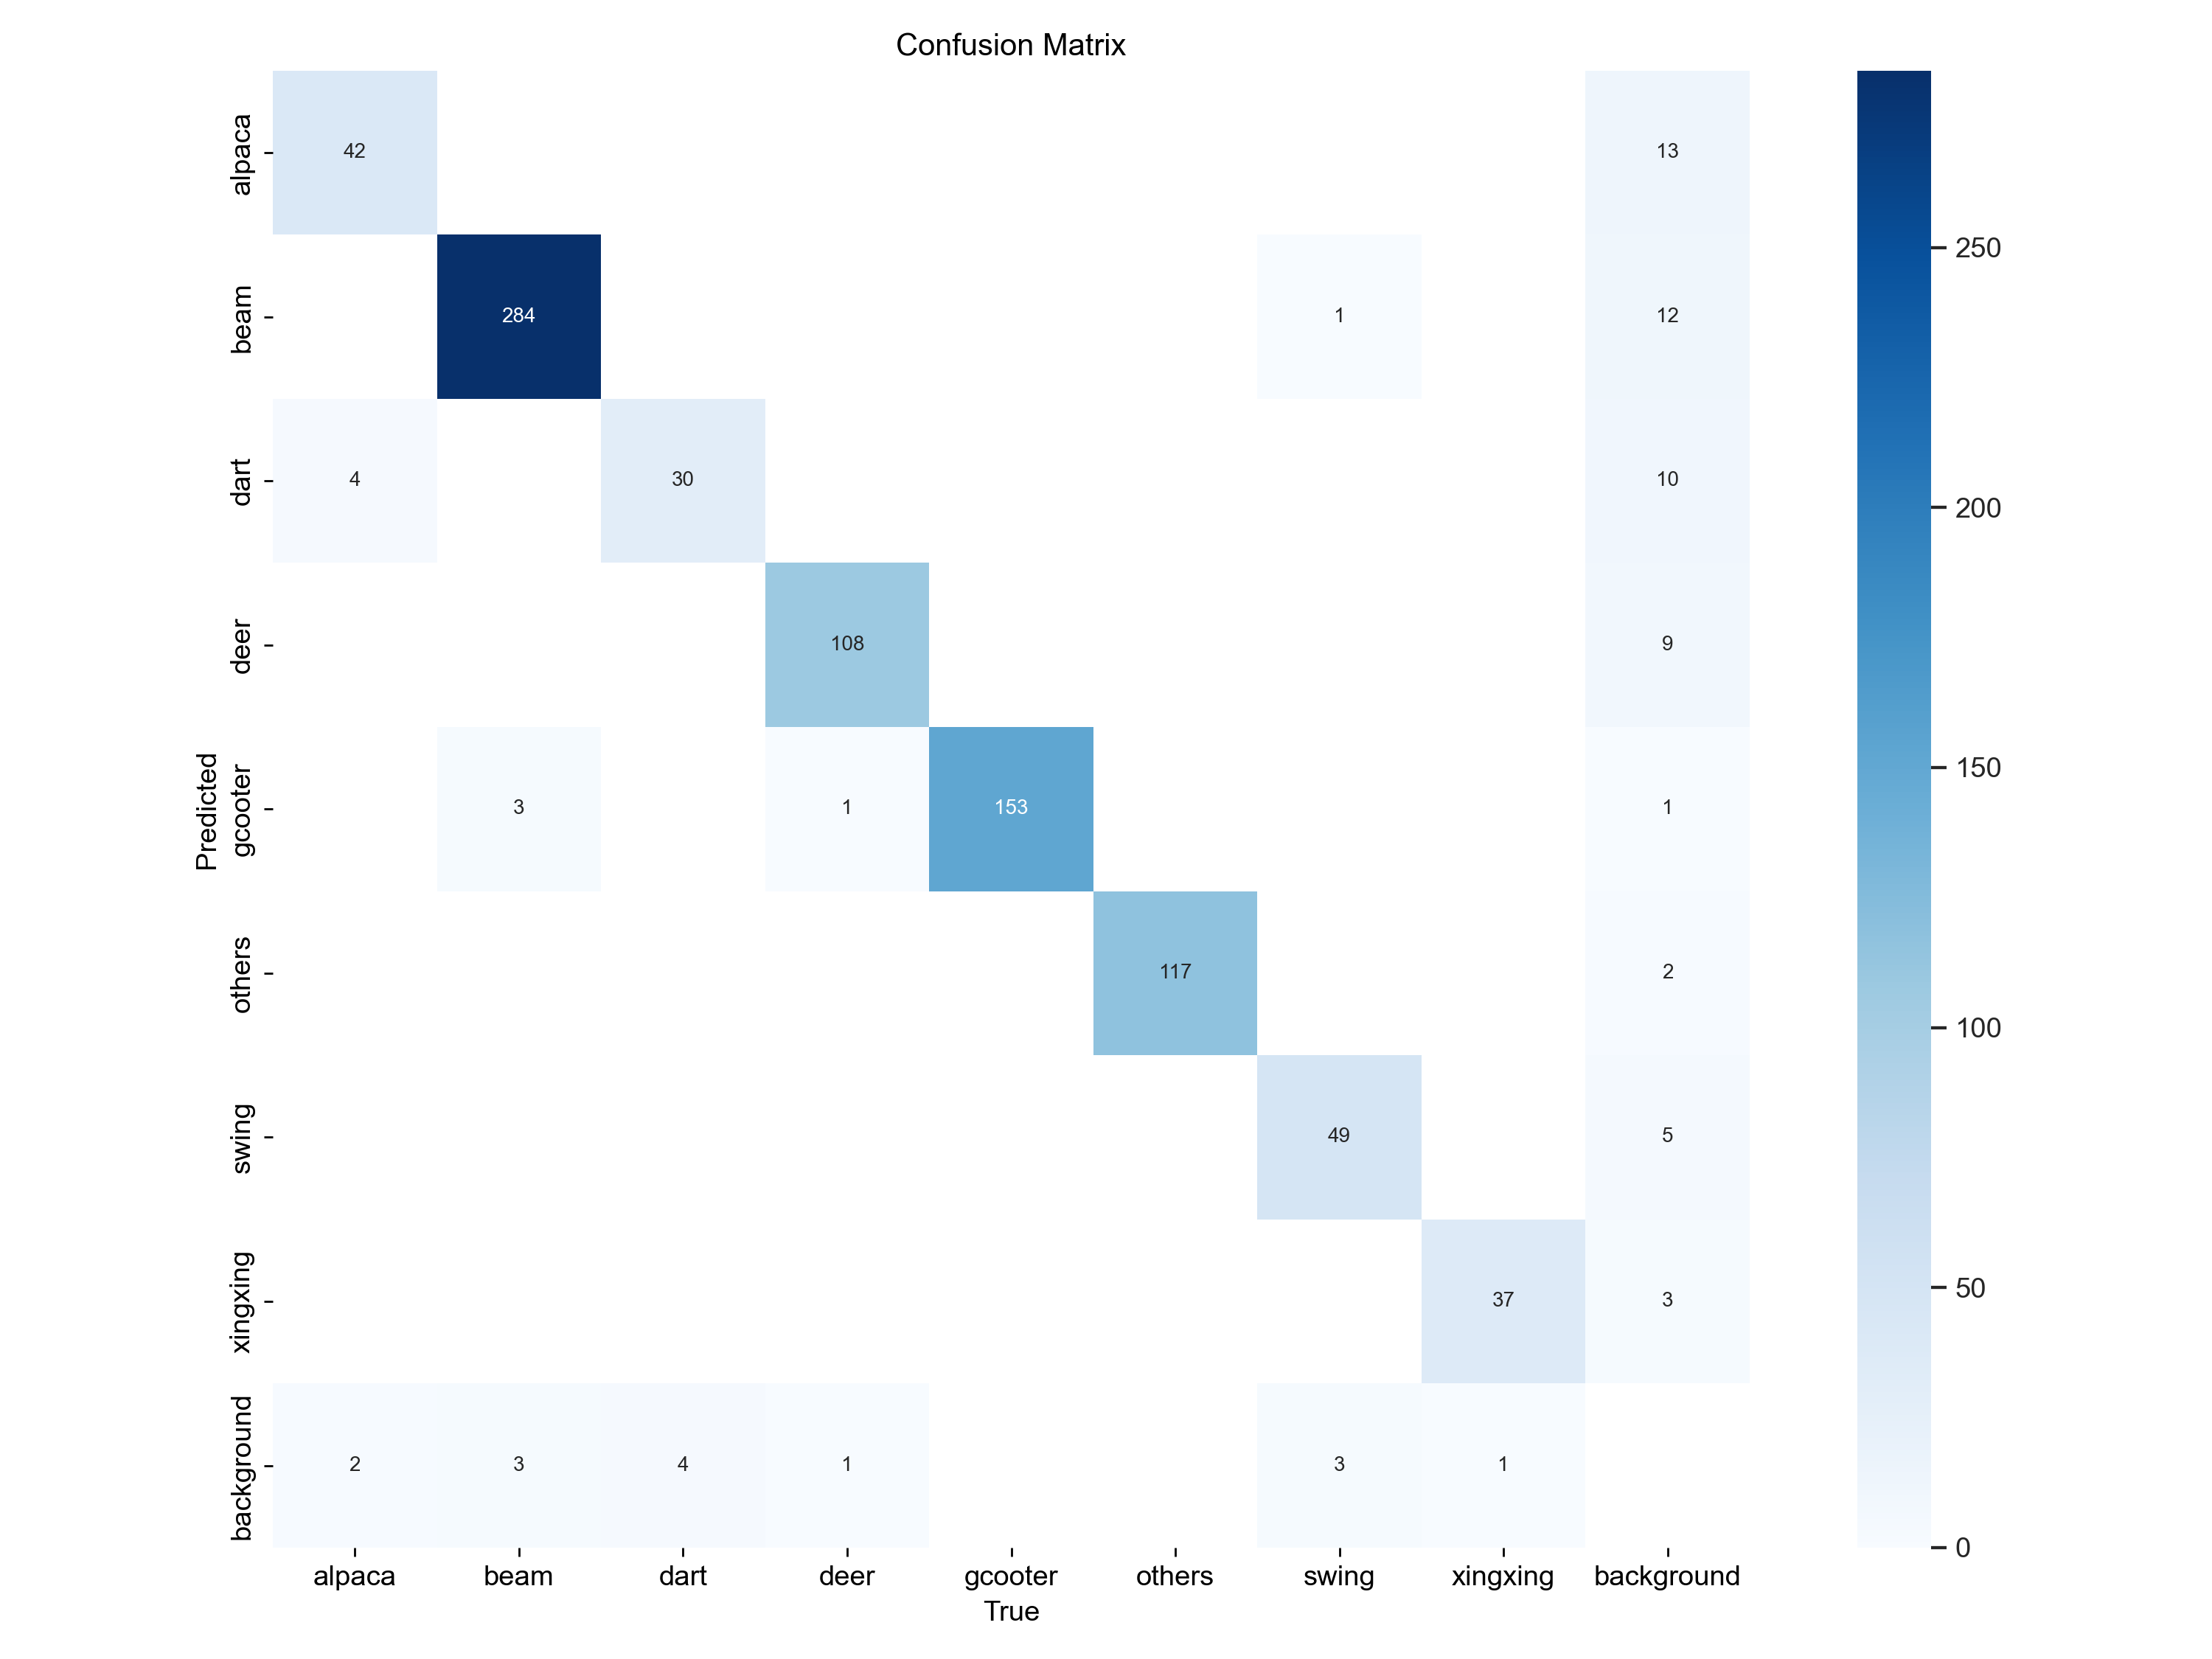 Confusion Matrix
alpaca 42 13
beam 284 1 12 250
dart 4 30 10
200
deer 108 9
Predicted
150
gcooter 3 1 153 1
others 117 2
100
swing 49 5
50
xingxing 37 3
background 2 3 4 1 3 1
0
alpaca beam dart deer gcooter others swing xingxing background
True